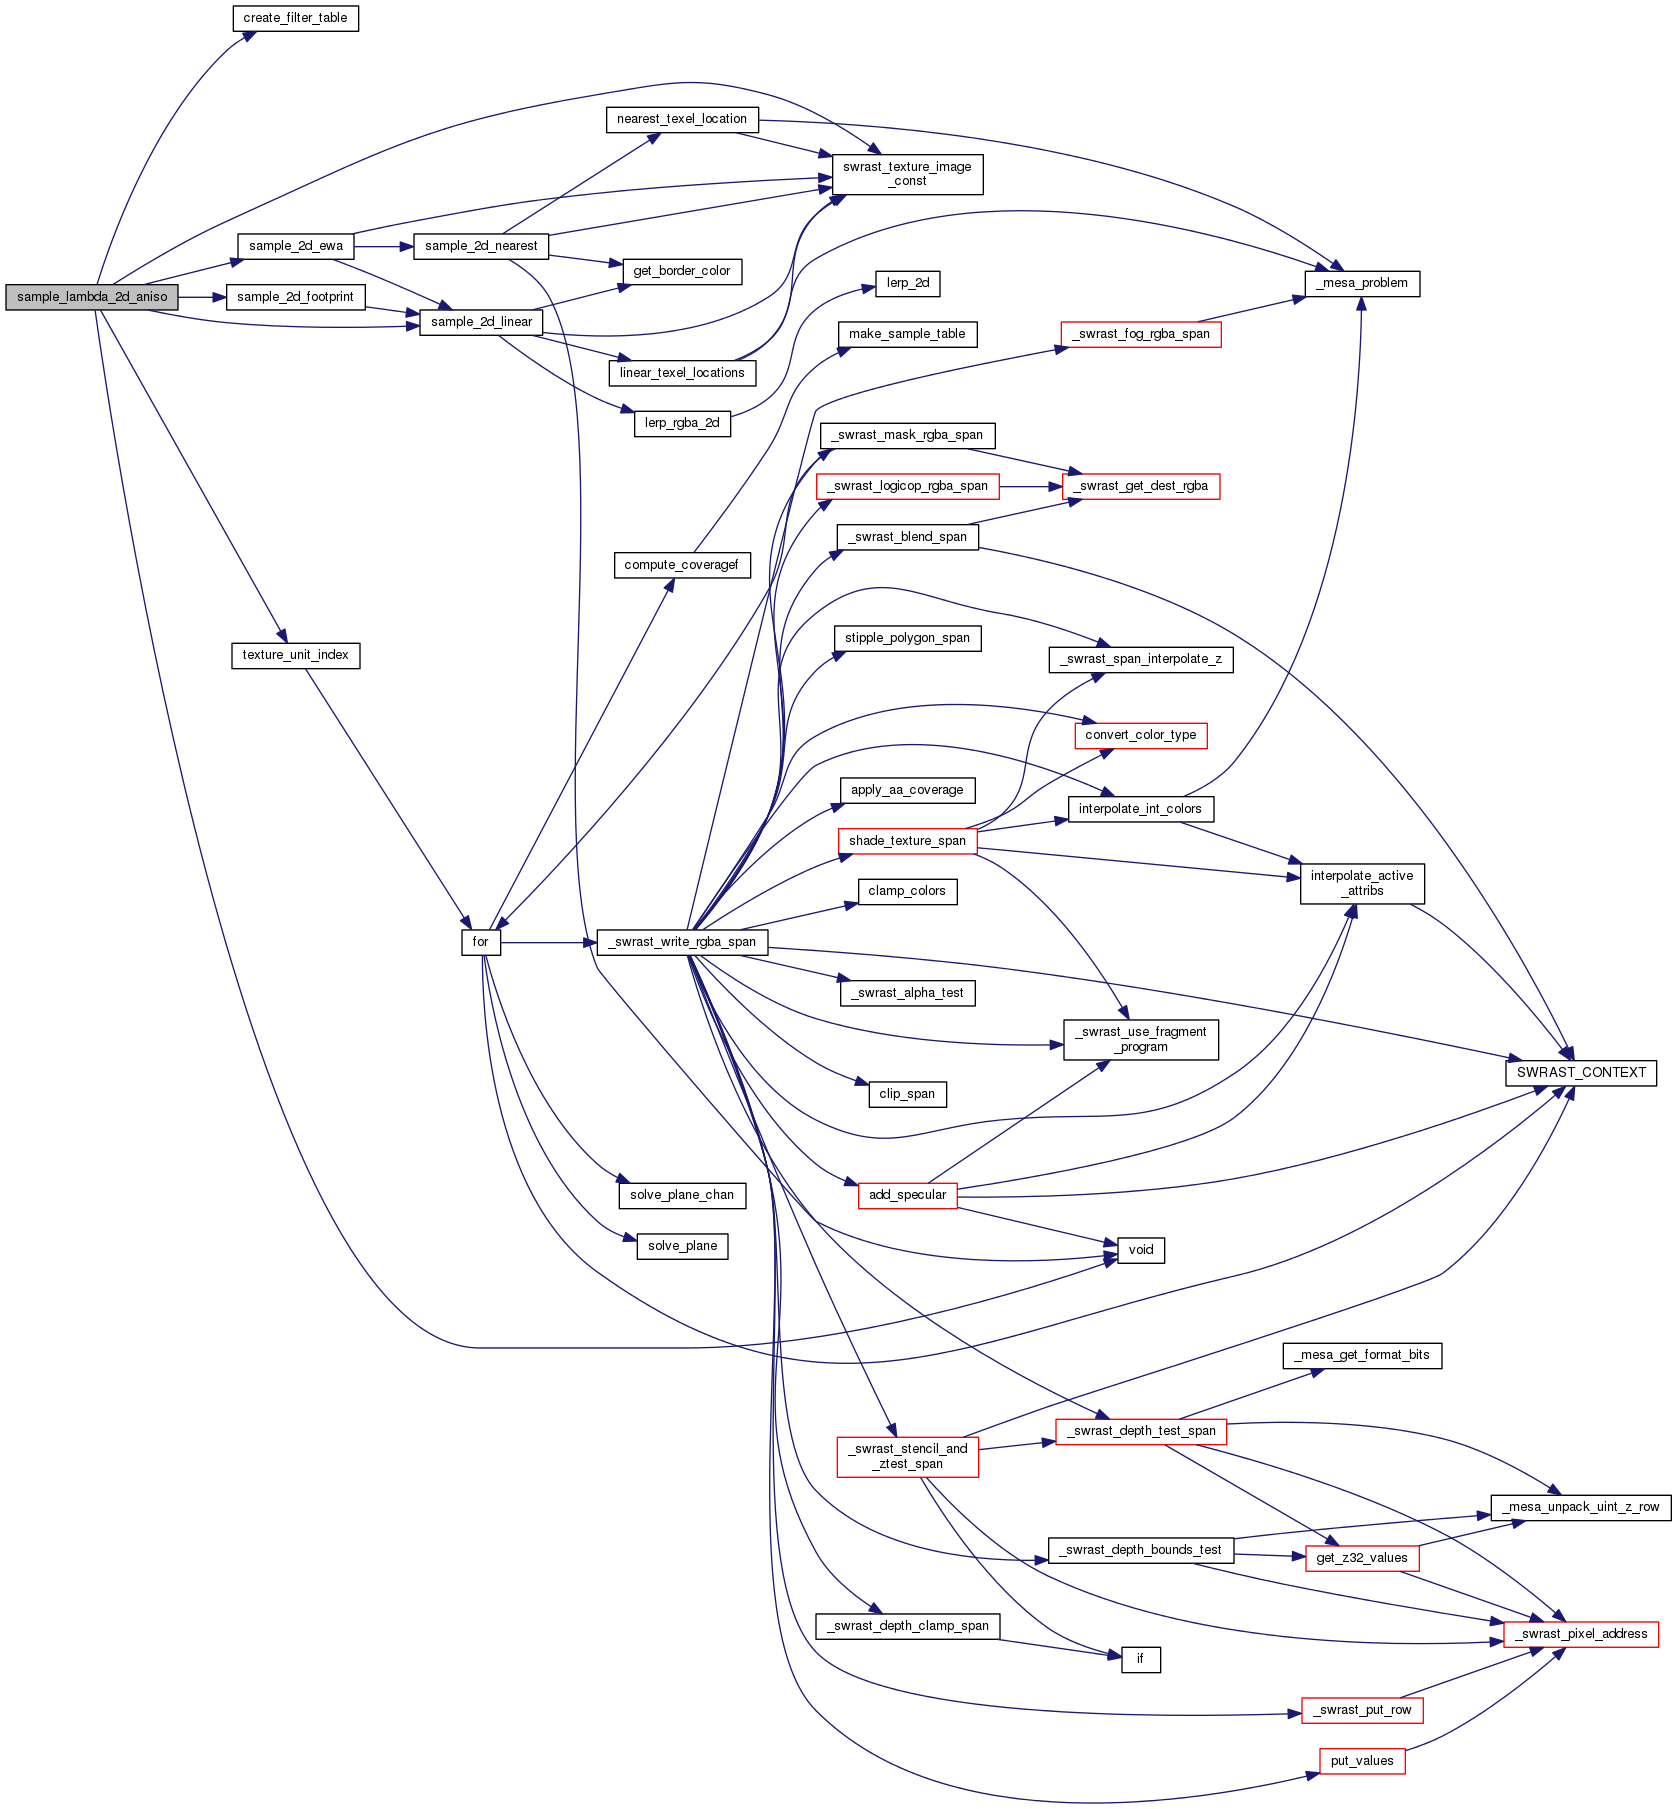 create_filter_table
nearest_texel_location
swrast_texture_image
_const
sample_2d_ewa
sample_2d_nearest
get_border_color
lerp_2d
_mesa_problem
sample_lambda_2d_aniso
sample_2d_footprint
sample_2d_linear
make_sample_table
_swrast_fog_rgba_span
linear_texel_locations
lerp_rgba_2d
_swrast_mask_rgba_span
_swrast_logicop_rgba_span
_swrast_get_dest_rgba
_swrast_blend_span
compute_coveragef
stipple_polygon_span
texture_unit_index
_swrast_span_interpolate_z
convert_color_type
apply_aa_coverage
interpolate_int_colors
shade_texture_span
interpolate_active
_attribs
clamp_colors
for
_swrast_write_rgba_span
_swrast_alpha_test
_swrast_use_fragment
_program
SWRAST_CONTEXT
clip_span
solve_plane_chan
add_specular
solve_plane
void
_mesa_get_format_bits
_swrast_depth_test_span
_swrast_stencil_and
_ztest_span
_mesa_unpack_uint_z_row
_swrast_depth_bounds_test
get_z32_values
_swrast_depth_clamp_span
_swrast_pixel_address
if
_swrast_put_row
put_values